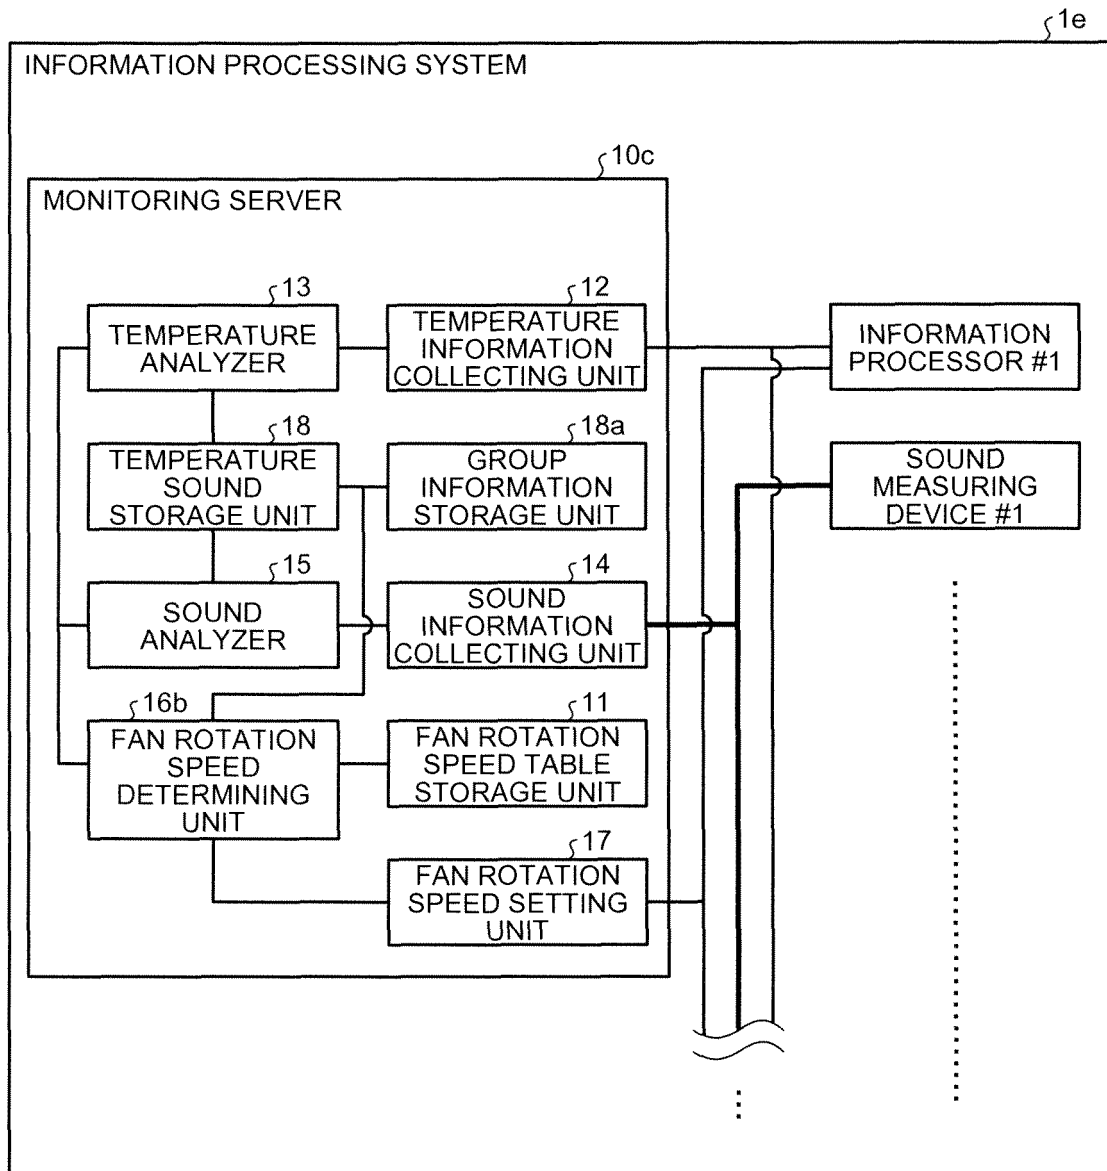 1e
INFORMATION PROCESSING SYSTEM
10c
MONITORING SERVER
13
TEMPERATURE
ANALYZER
12
TEMPERATURE
INFORMATION
COLLECTING UNIT
INFORMATION
PROCESSOR #1
18
TEMPERATURE
SOUND
STORAGE UNIT
18a
GROUP
INFORMATION
STORAGE UNIT
SOUND
MEASURING
DEVICE #1
15
SOUND
ANALYZER
14
SOUND
INFORMATION
COLLECTING UNIT
16b
FAN ROTATION
SPEED
DETERMINING
UNIT
11
FAN ROTATION
SPEED TABLE
STORAGE UNIT
17
FAN ROTATION
SPEED SETTING
UNIT